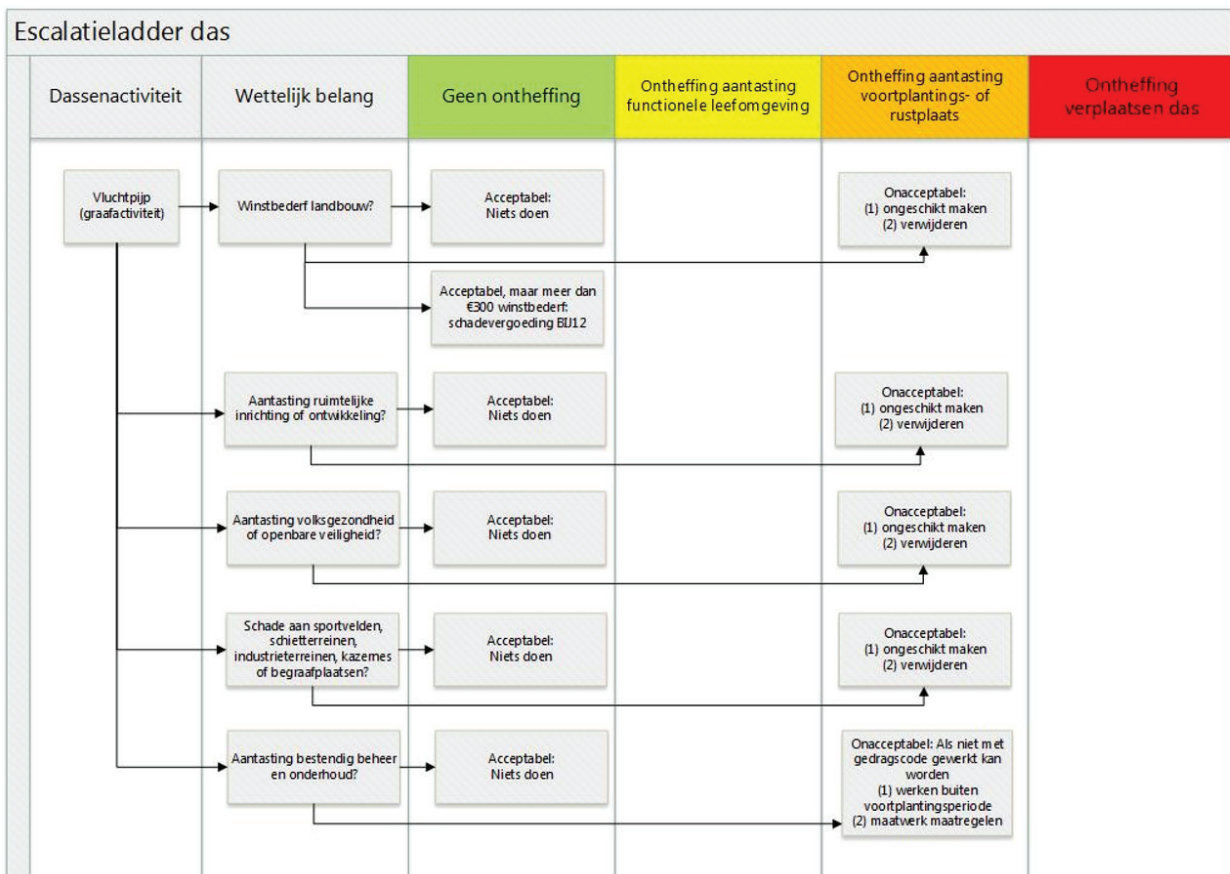 Escalatieladder das
Dassenactiviteit
Wettelijk belang
Geen ontheffing
Ontheffing aantasting
functionele leefomgeving
Ontheffing aantasting
voortplantings- of
rustplaats
Ontheffing
verplaatsen das
Vluchtpijp
(graafactiviteit)
Winstbederf landbouw?
Acceptabel:
Niets doen
Onacceptabel:
(1) ongeschikt maken
(2) verwijderen
Acceptabel, maar meer dan
€300 winstbederf:
schadevergoeding BIJ12
Aantasting ruimtelijke
inrichting of ontwikkeling?
Acceptabel:
Niets doen
Onacceptabel:
(1) ongeschikt maken
(2) verwijderen
Aantasting volksgezondheid
of openbare veiligheid?
Acceptabel:
Niets doen
Onacceptabel:
(1) ongeschikt maken
(2) verwijderen
Schade aan sportvelden,
schietterreinen,
industrieterreinen, kazernes
of begraafplaatsen?
Acceptabel:
Niets doen
Onacceptabel:
(1) ongeschikt maken
(2) verwijderen
Aantasting bestendig beheer
en onderhoud?
Acceptabel:
Niets doen
Onacceptabel: Als niet met
gedragscode gewerkt kan
worden
(1) werken buiten
voortplantingsperiode
(2) maatwerk maatregelen